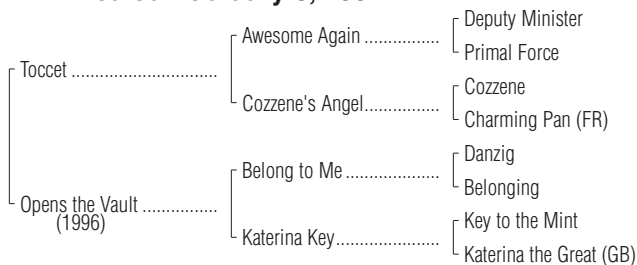 Deputy Minister
Awesome Again ................
Primal Force
Toccet ...............................
Cozzene
Cozzene's Angel................
Charming Pan (FR)
Danzig
Belong to Me ....................
Belonging
Opens the Vault ................
(1996)
Key to the Mint
Katerina Key......................
Katerina the Great (GB)